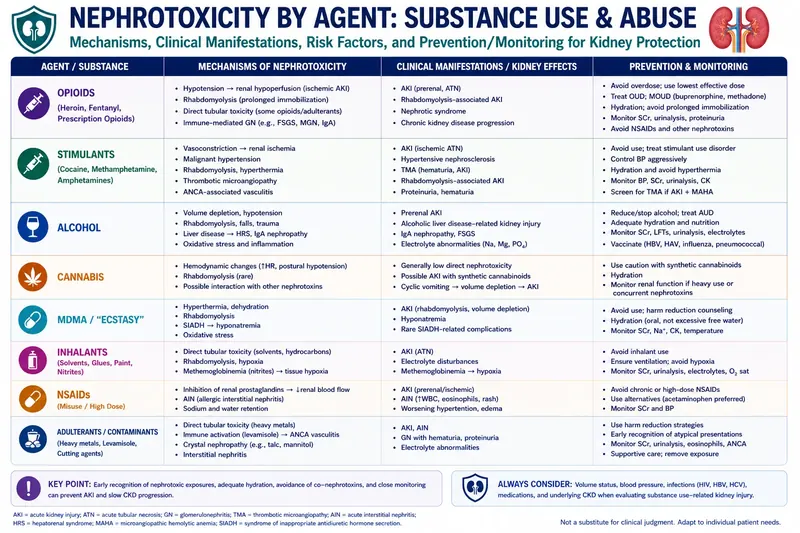 NEPHROTOXICITY BY AGENT: SUBSTANCE USE & ABUSE
Mechanisms, Clinical Manifestations, Risk Factors, and Prevention/Monitoring for Kidney Protection
AGENT / SUBSTANCE
MECHANISMS OF NEPHROTOXICITY
CLINICAL MANIFESTATIONS / KIDNEY EFFECTS
PREVENTION & MONITORING
OPIOIDS
(Heroin, Fentanyl,
Prescription Opioids)
• Hypotension → renal hypoperfusion (ischemic AKI)
• Rhabdomyolysis (prolonged immobilization)
• Direct tubular toxicity (some opioids/adulterants)
• Immune-mediated GN (e.g., FSGS, MGN, IgA)
• AKI (prerenal, ATN)
• Rhabdomyolysis-associated AKI
• Nephrotic syndrome
• Chronic kidney disease progression
• Avoid overdose; use lowest effective dose
• Treat OUD; MOUD (buprenorphine, methadone)
• Hydration; avoid prolonged immobilization
• Monitor SCr, urinalysis, proteinuria
• Avoid NSAIDs and other nephrotoxins
STIMULANTS
(Cocaine, Methamphetamine,
Amphetamines)
• Vasoconstriction → renal ischemia
• Malignant hypertension
• Rhabdomyolysis, hyperthermia
• Thrombotic microangiopathy
• ANCA-associated vasculitis
• AKI (ischemic ATN)
• Hypertensive nephrosclerosis
• TMA (hematuria, AKI)
• Rhabdomyolysis-associated AKI
• Proteinuria, hematuria
• Avoid use; treat stimulant use disorder
• Control BP aggressively
• Hydration and avoid hyperthermia
• Monitor BP, SCr, urinalysis, CK
• Screen for TMA if AKI + MAHA
ALCOHOL
• Volume depletion, hypotension
• Rhabdomyolysis, falls, trauma
• Liver disease → HRS, IgA nephropathy
• Oxidative stress and inflammation
• Prerenal AKI
• Alcoholic liver disease–related kidney injury
• IgA nephropathy, FSGS
• Electrolyte abnormalities (Na, Mg, PO₄)
• Reduce/stop alcohol; treat AUD
• Adequate hydration and nutrition
• Monitor SCr, LFTs, urinalysis, electrolytes
• Vaccinate (HBV, HAV, influenza, pneumococcal)
CANNABIS
• Hemodynamic changes (↑HR, postural hypotension)
• Rhabdomyolysis (rare)
• Possible interaction with other nephrotoxins
• Generally low direct nephrotoxicity
• Possible AKI with synthetic cannabinoids
• Cyclic vomiting → volume depletion → AKI
• Use caution with synthetic cannabinoids
• Hydration
• Monitor renal function if heavy use or
concurrent nephrotoxins
MDMA / “ECSTASY”
• Hyperthermia, dehydration
• Rhabdomyolysis
• SIADH → hyponatremia
• Oxidative stress
• AKI (rhabdomyolysis, volume depletion)
• Hyponatremia
• Rare SIADH-related complications
• Avoid use; harm reduction counseling
• Hydration (oral, not excessive free water)
• Monitor SCr, Na⁺, CK, temperature
INHALANTS
(Solvents, Glues, Paint,
Nitrites)
• Direct tubular toxicity (solvents, hydrocarbons)
• Rhabdomyolysis, hypoxia
• Methemoglobinemia (nitrites) → tissue hypoxia
• AKI (ATN)
• Electrolyte disturbances
• Methemoglobinemia → hypoxia
• Avoid inhalant use
• Ensure ventilation; avoid hypoxia
• Monitor SCr, urinalysis, electrolytes, O₂ sat
NSAIDs
(Misuse / High Dose)
• Inhibition of renal prostaglandins → ↓renal blood flow
• AIN (allergic interstitial nephritis)
• Sodium and water retention
• AKI (prerenal/ischemic)
• AIN (↑WBC, eosinophils, rash)
• Worsening hypertension, edema
• Avoid chronic or high-dose NSAIDs
• Use alternatives (acetaminophen preferred)
• Monitor SCr and BP
ADULTERANTS / CONTAMINANTS
(Heavy metals, Levamisole,
Cutting agents)
• Direct tubular toxicity (heavy metals)
• Immune activation (levamisole) → ANCA vasculitis
• Crystal nephropathy (e.g., talc, mannitol)
• Interstitial nephritis
• AKI, AIN
• GN with hematuria, proteinuria
• Electrolyte abnormalities
• Use harm reduction strategies
• Early recognition of atypical presentations
• Monitor SCr, urinalysis, eosinophils, ANCA
• Supportive care; remove exposure
KEY POINT: Early recognition of nephrotoxic exposures, adequate hydration, avoidance of co-nephrotoxins, and close monitoring
can prevent AKI and slow CKD progression.
ALWAYS CONSIDER: Volume status, blood pressure, infections (HIV, HBV, HCV),
medications, and underlying CKD when evaluating substance use–related kidney injury.
AKI = acute kidney injury; ATN = acute tubular necrosis; GN = glomerulonephritis; TMA = thrombotic microangiopathy; AIN = acute interstitial nephritis;
HRS = hepatorenal syndrome; MAHA = microangiopathic hemolytic anemia; SIADH = syndrome of inappropriate antidiuretic hormone secretion.
Not a substitute for clinical judgment. Adapt to individual patient needs.